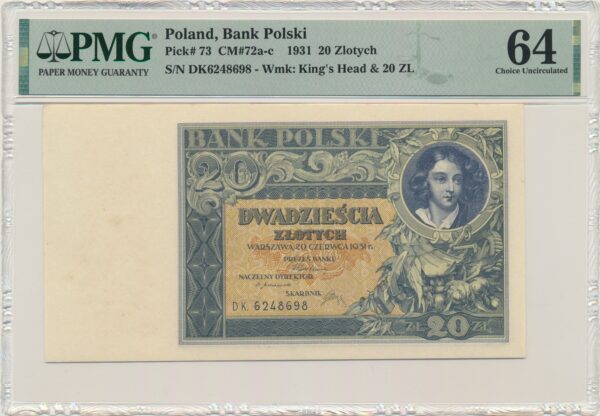 PMG
PAPER MONEY GUARANTY
Poland, Bank Polski
Pick# 73 CM#72a-c 1931 20 Zlotych
S/N DK6248698 - Wmk: King's Head & 20 ZL
64
Choice Uncirculated
BANK POLSKI
20
DWADZIEŚCIA
ZŁOTYCH
WARSZAWA, 20 CZERWCA 1931 r.
PREZES BANKU
NACZELNY DYREKTOR
SKARBNIK
DK. 6248698
ZŁ 20 ZŁ